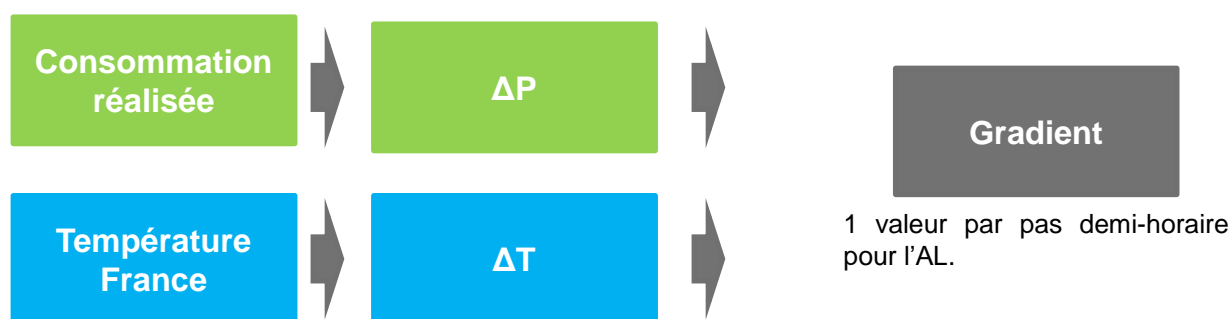 Consommation
réalisée
ΔP
Gradient
1 valeur par pas demi-horaire
pour l'AL.
Température
France
ΔT